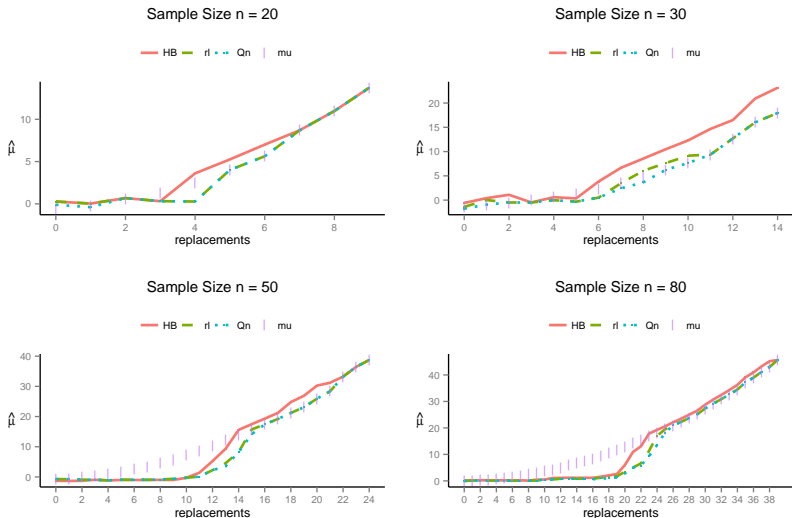 Sample Size n = 20
HB rl Qn mu
10
5
0
0 2 4 6 8
replacements
Sample Size n = 30
HB rl Qn mu
20
15
10
5
0
0 2 4 6 8 10 12 14
replacements
Sample Size n = 50
HB rl Qn mu
40
30
20
10
0
0 2 4 6 8 10 12 14 16 18 20 22 24
replacements
Sample Size n = 80
HB rl Qn mu
40
30
20
10
0
0 2 4 6 8 10 12 14 16 18 20 22 24 26 28 30 32 34 36 38
replacements